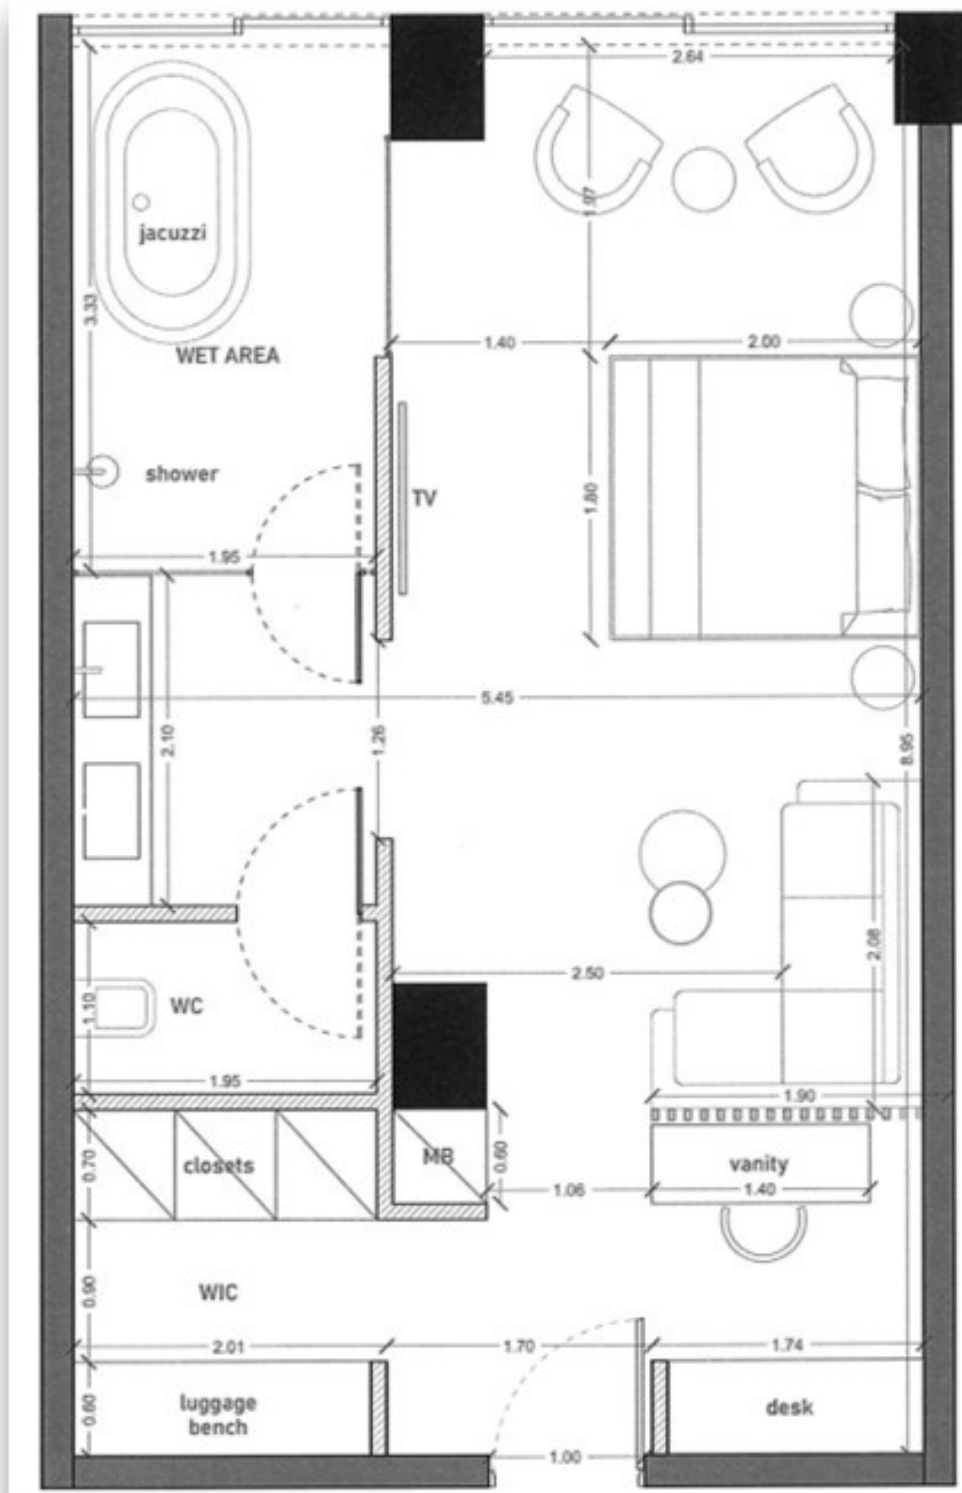 2.64
1.97
jacuzzi
3.33
WET AREA
1.40
2.00
shower
TV
1.80
1.95
5.45
2.10
1.26
8.95
2.08
2.50
WC
1.10
1.95
1.90
closets
MB
0.60
vanity
0.70
1.06
1.40
WIC
0.90
2.01
1.70
1.74
luggage
bench
0.60
desk
1.00